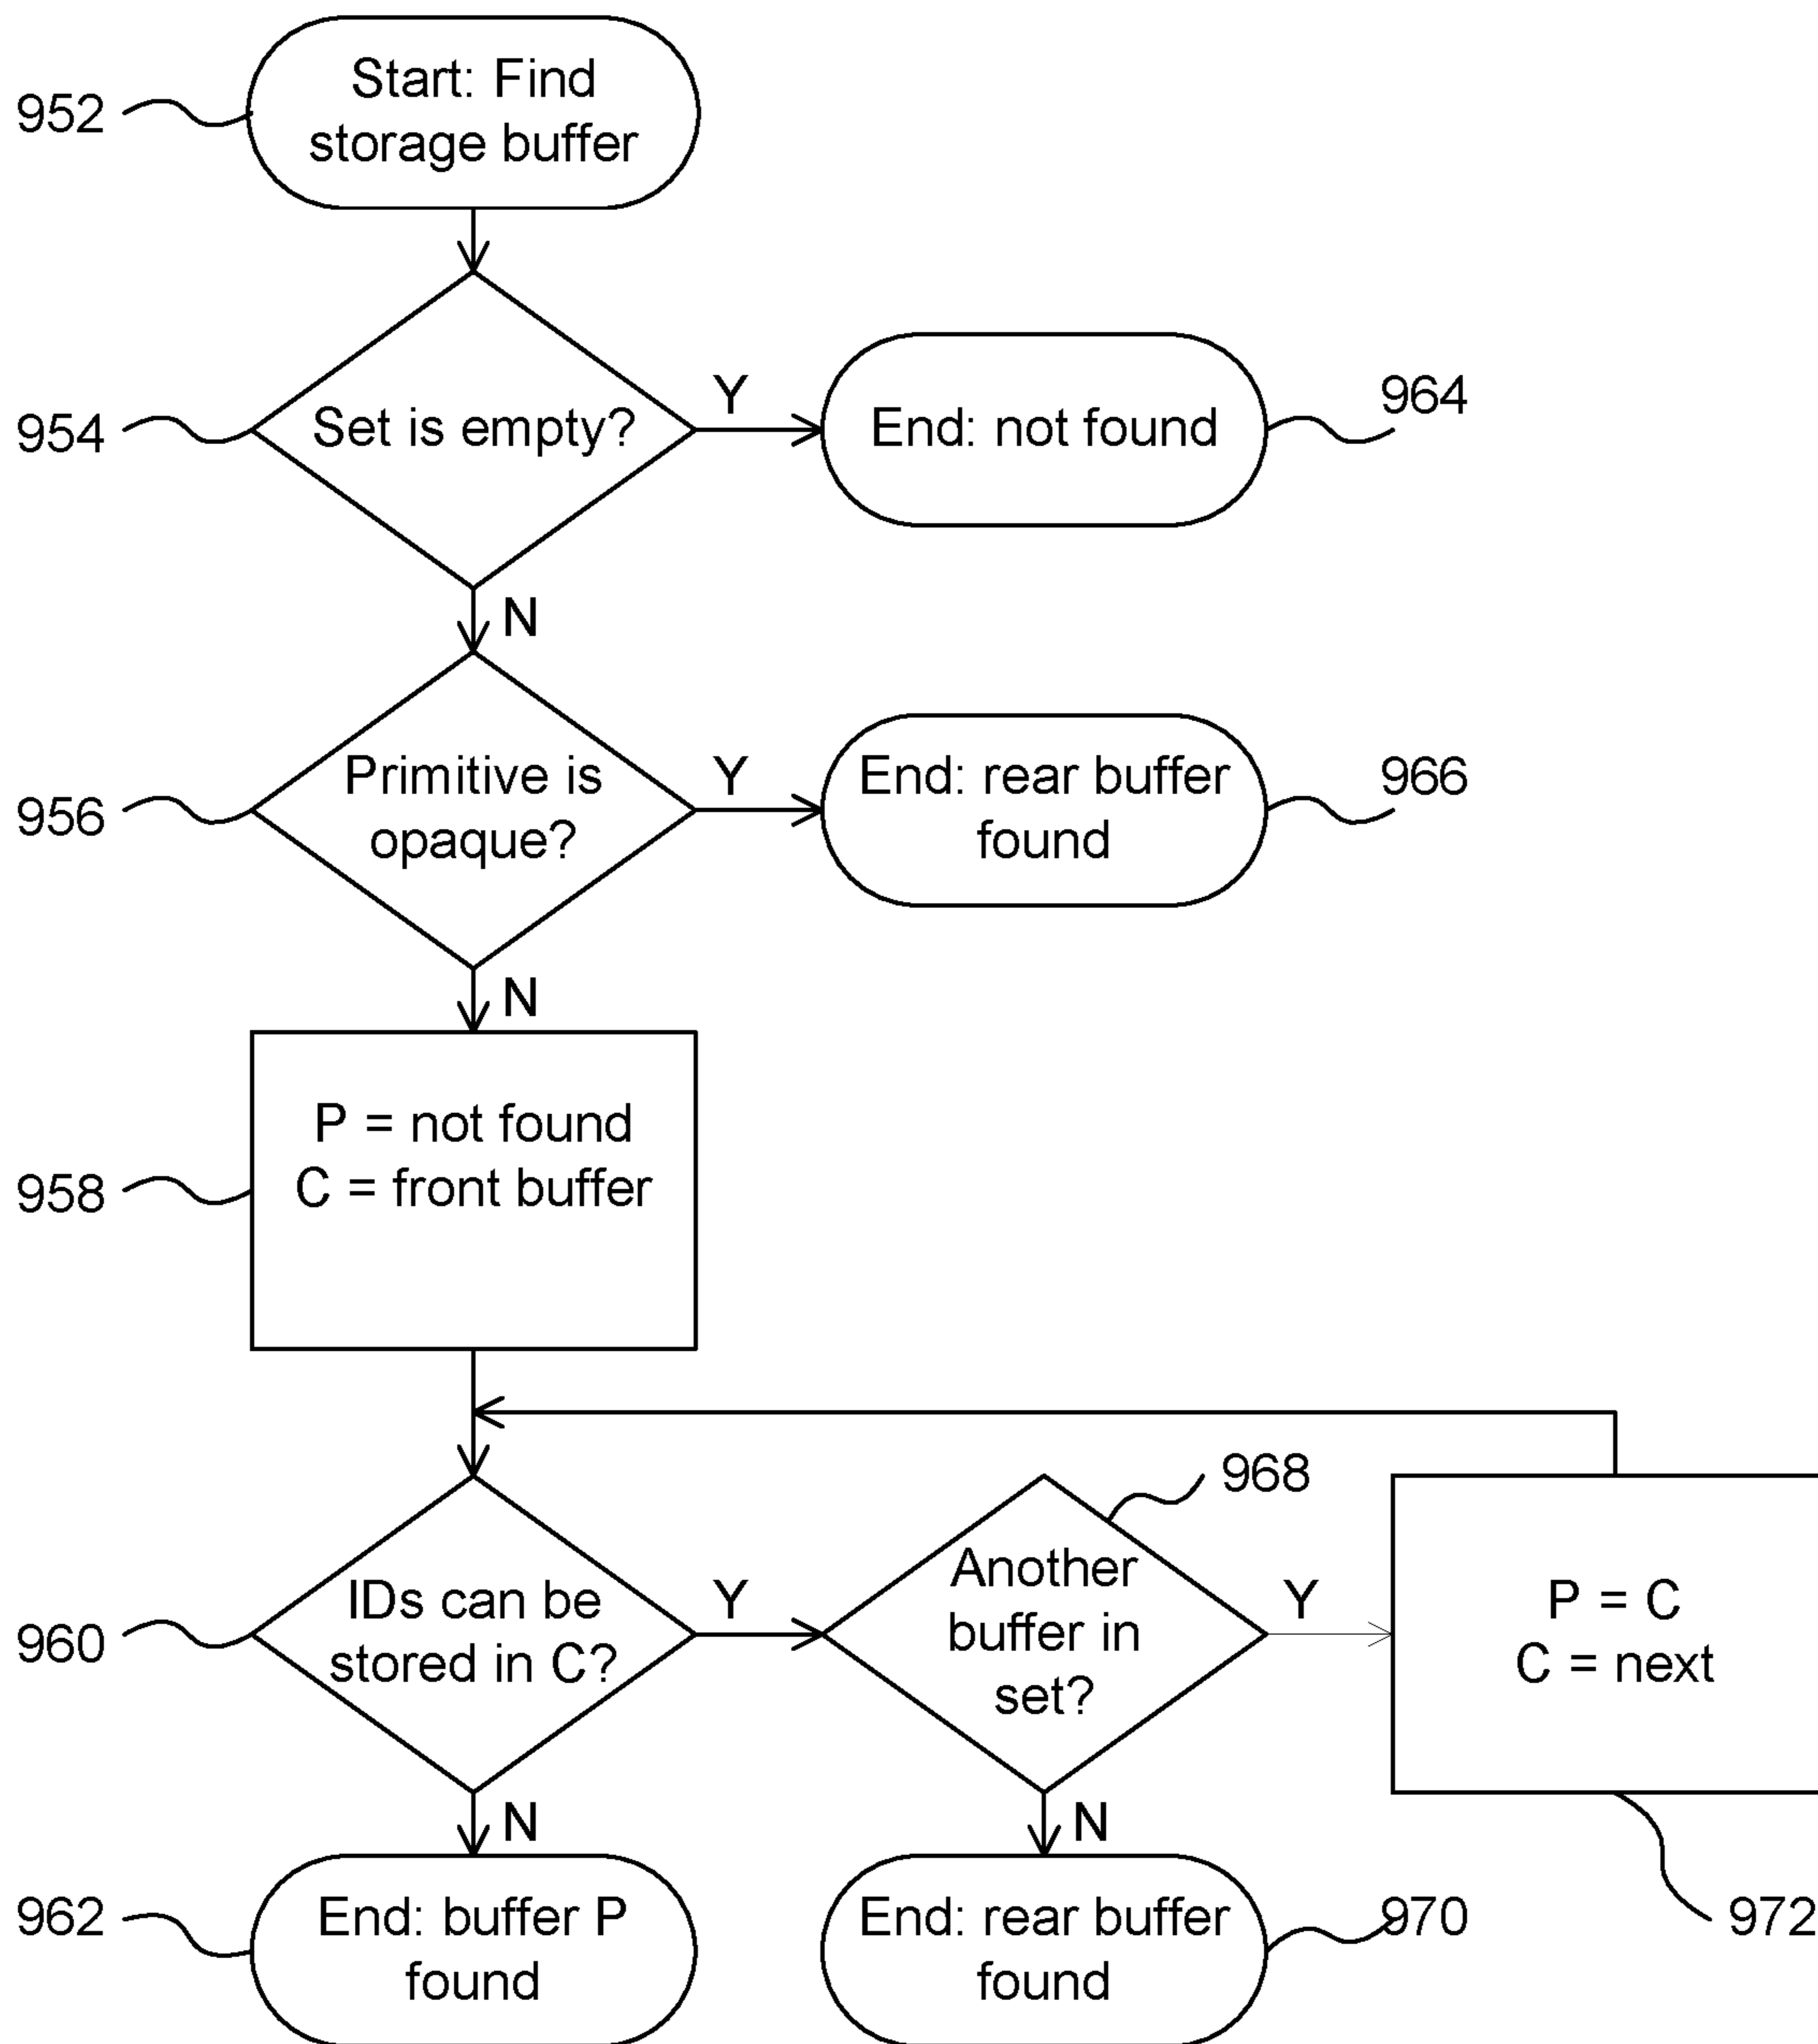 Start: Find
storage buffer
952
Set is empty?
Y
End: not found
964
954
N
Primitive is
opaque?
Y
End: rear buffer
found
966
956
N
P = not found
C = front buffer
958
968
IDs can be
stored in C?
Y
Another
buffer in
set?
Y
P = C
C = next
960
N
N
End: buffer P
found
962
End: rear buffer
found
970
972